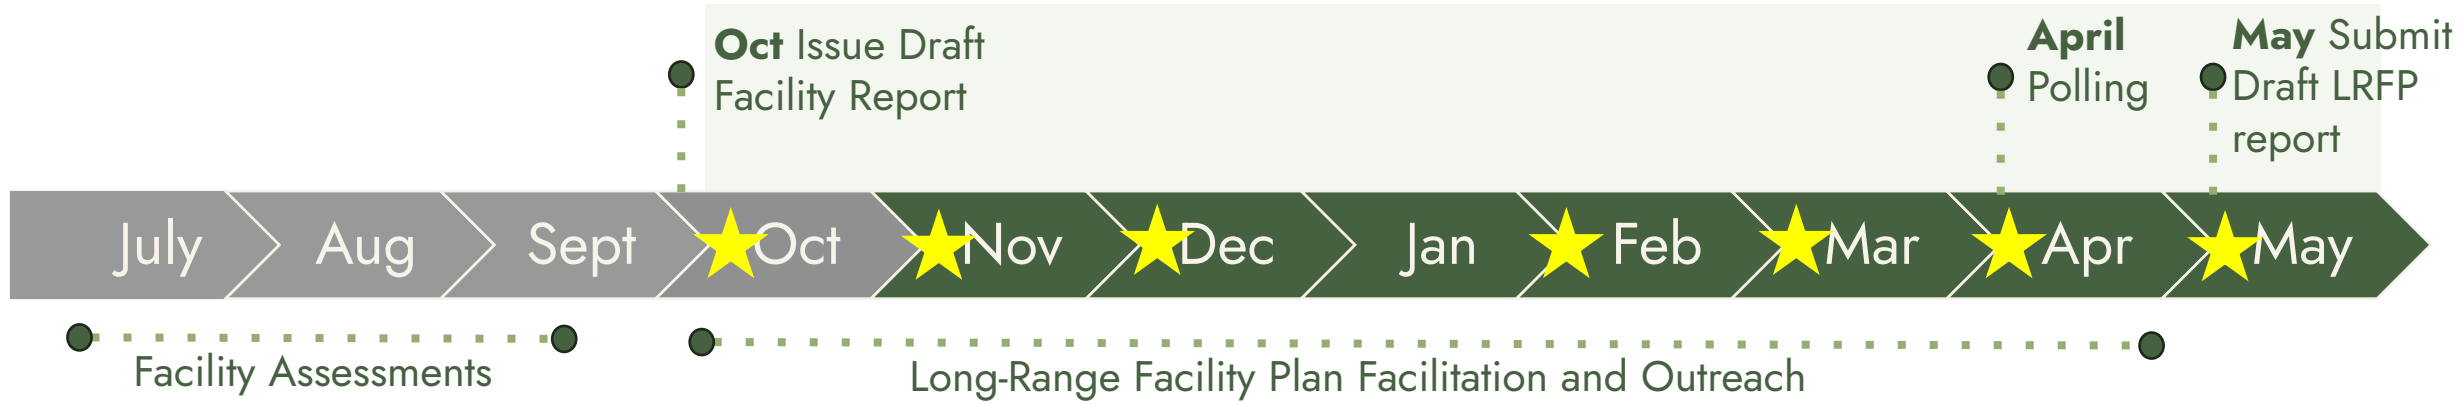 Oct Issue Draft
Facility Report
April
Polling
May Submit
Draft LRFP
report
July
Aug
Sept
Oct
Nov
Dec
Jan
Feb
Mar
Apr
May
Facility Assessments
Long-Range Facility Plan Facilitation and Outreach